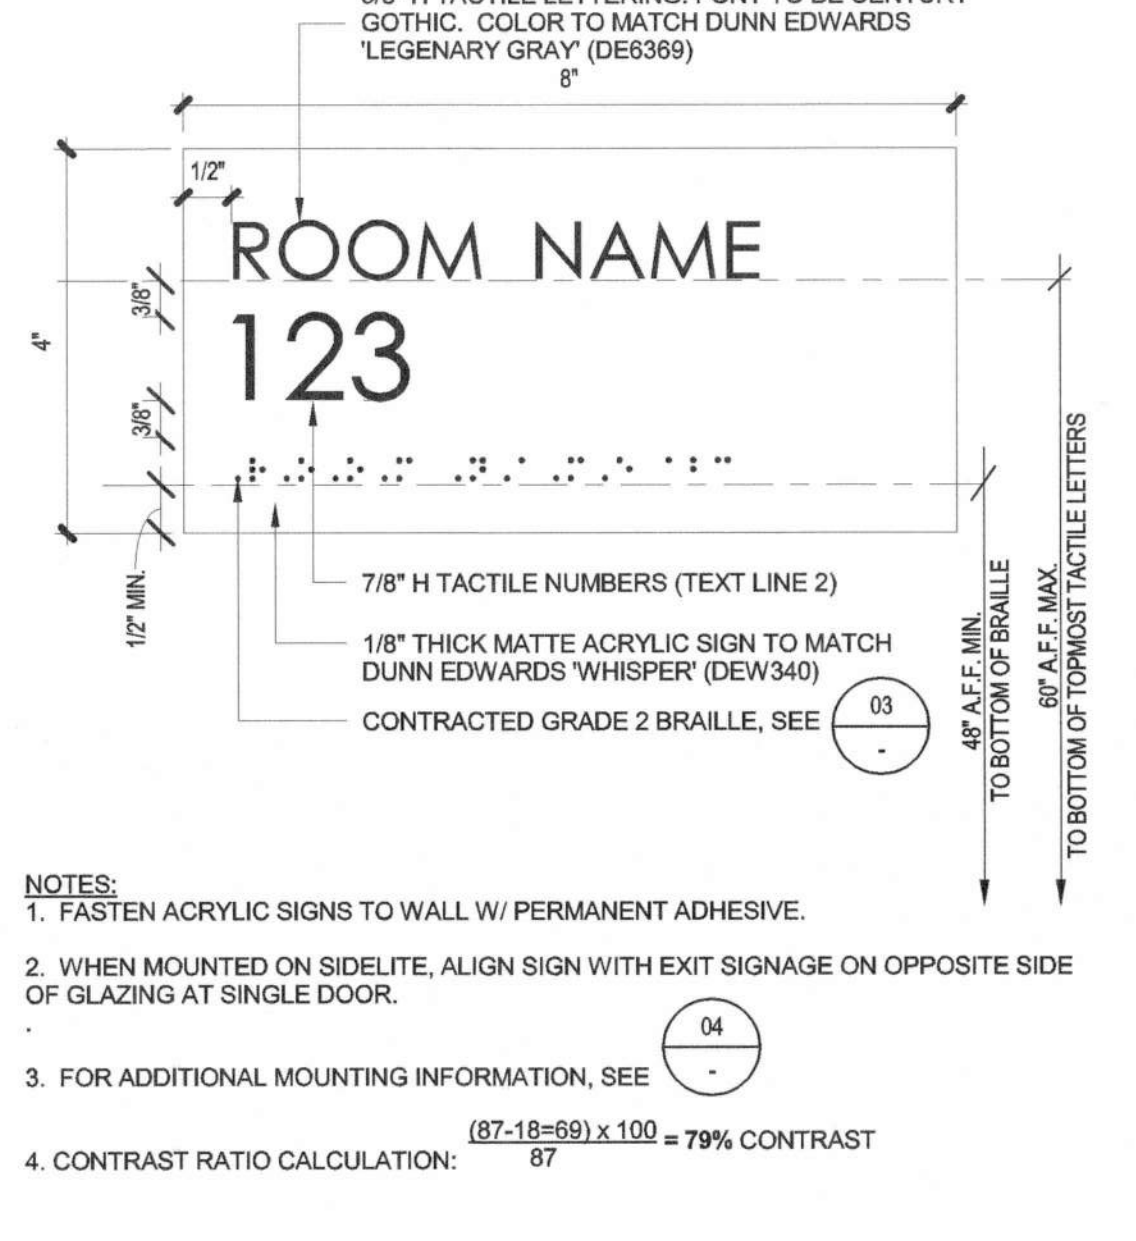 GOTHIC. COLOR TO MATCH DUNN EDWARDS
'LEGENARY GRAY' (DE6369)
8"
1/2"
ROOM NAME
3/8"
123
4"
3/8"
1/2" MIN.
7/8" H TACTILE NUMBERS (TEXT LINE 2)
1/8" THICK MATTE ACRYLIC SIGN TO MATCH
DUNN EDWARDS 'WHISPER' (DEW340)
CONTRACTED GRADE 2 BRAILLE, SEE
03
-
48" A.F.F. MIN.
TO BOTTOM OF BRAILLE
60" A.F.F. MAX.
TO BOTTOM OF TOPMOST TACTILE LETTERS
NOTES:
1. FASTEN ACRYLIC SIGNS TO WALL W/ PERMANENT ADHESIVE.
2. WHEN MOUNTED ON SIDELITE, ALIGN SIGN WITH EXIT SIGNAGE ON OPPOSITE SIDE
OF GLAZING AT SINGLE DOOR.
.
04
-
3. FOR ADDITIONAL MOUNTING INFORMATION, SEE
(87-18=69) x 100 = 79% CONTRAST
4. CONTRAST RATIO CALCULATION: 87